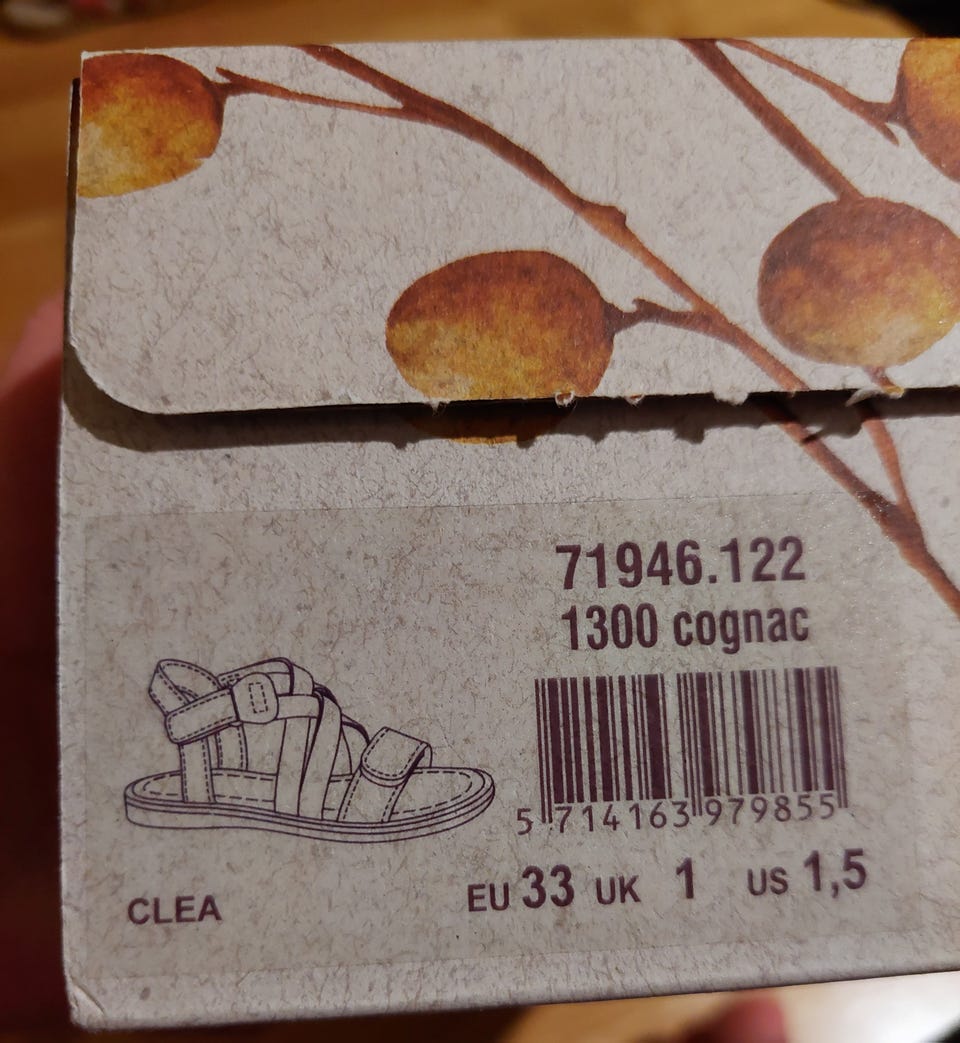 71946.122
1300 cognac
5 714163 979855
CLEA
EU 33 UK 1 US 1,5